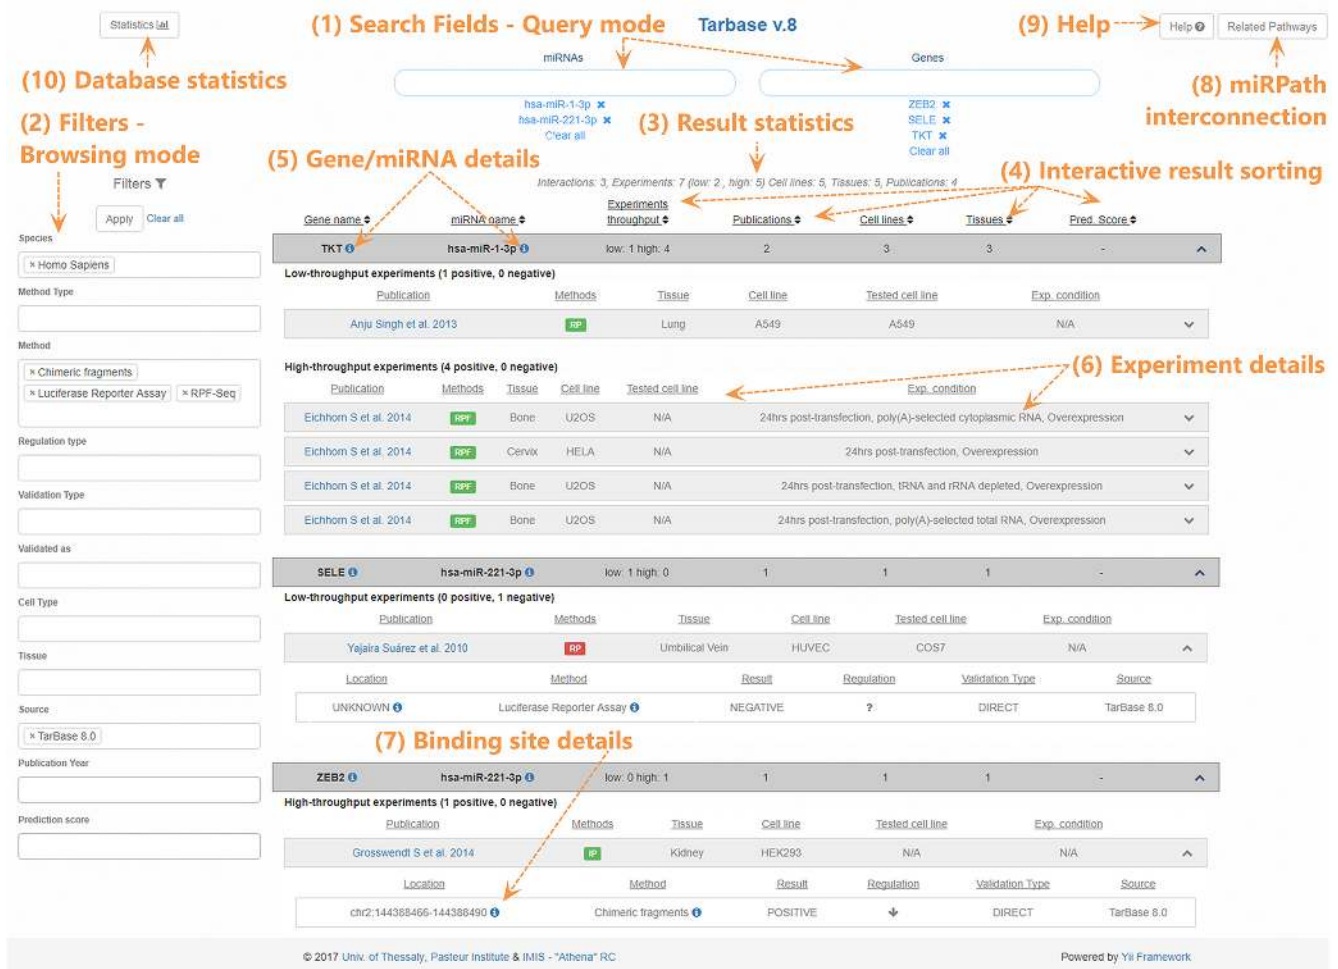 Statistics
(1) Search Fields - Query mode
Tarbase v.8
(9) Help
Help
Related Pathways
(10) Database statistics
miRNAs
Genes
(8) miRPath
interconnection
hsa-miR-1-3p ×
hsa-miR-221-3p ×
Clear all
ZEB2 ×
SELE ×
TKT ×
Clear all
(2) Filters -
Browsing mode
(3) Result statistics
(5) Gene/miRNA details
(4) Interactive result sorting
Filters
Interactions: 3, Experiments: 7 (low: 2 , high: 5) Cell lines: 5, Tissues: 5, Publications: 4
Apply Clear all
Gene name miRNA name Experiments throughput Publications Cell lines Tissues Pred. Score
Species
× Homo Sapiens
Method Type
Method
× Chimeric fragments
× Luciferase Reporter Assay × RPF-Seq
Regulation type
Validation Type
Validated as
Cell Type
Tissue
Source
× TarBase 8.0
Publication Year
Prediction score
TKT hsa-miR-1-3p low: 1 high: 4 2 3 3 -
Low-throughput experiments (1 positive, 0 negative)
Publication Methods Tissue Cell line Tested cell line Exp. condition
Anju Singh et al. 2013 RP Lung A549 A549 N/A
High-throughput experiments (4 positive, 0 negative)
(6) Experiment details
Publication Methods Tissue Cell line Tested cell line Exp. condition
Eichhorn S et al. 2014 RPF Bone U2OS N/A 24hrs post-transfection, poly(A)-selected cytoplasmic RNA, Overexpression
Eichhorn S et al. 2014 RPF Cervix HELA N/A 24hrs post-transfection, Overexpression
Eichhorn S et al. 2014 RPF Bone U2OS N/A 24hrs post-transfection, tRNA and rRNA depleted, Overexpression
Eichhorn S et al. 2014 RPF Bone U2OS N/A 24hrs post-transfection, poly(A)-selected total RNA, Overexpression
SELE hsa-miR-221-3p low: 1 high: 0 1 1 1 -
Low-throughput experiments (0 positive, 1 negative)
Publication Methods Tissue Cell line Tested cell line Exp. condition
Yajaira Suárez et al. 2010 RP Umbilical Vein HUVEC COS7 N/A
Location Method Result Regulation Validation Type Source
UNKNOWN Luciferase Reporter Assay NEGATIVE ? DIRECT TarBase 8.0
(7) Binding site details
ZEB2 hsa-miR-221-3p low: 0 high: 1 1 1 1 -
High-throughput experiments (1 positive, 0 negative)
Publication Methods Tissue Cell line Tested cell line Exp. condition
Grosswendt S et al. 2014 IP Kidney HEK293 N/A N/A
Location Method Result Regulation Validation Type Source
chr2:144388466-144388490 Chimeric fragments POSITIVE DIRECT TarBase 8.0
© 2017 Univ. of Thessaly, Pasteur Institute & IMIS - "Athena" RC
Powered by Yii Framework